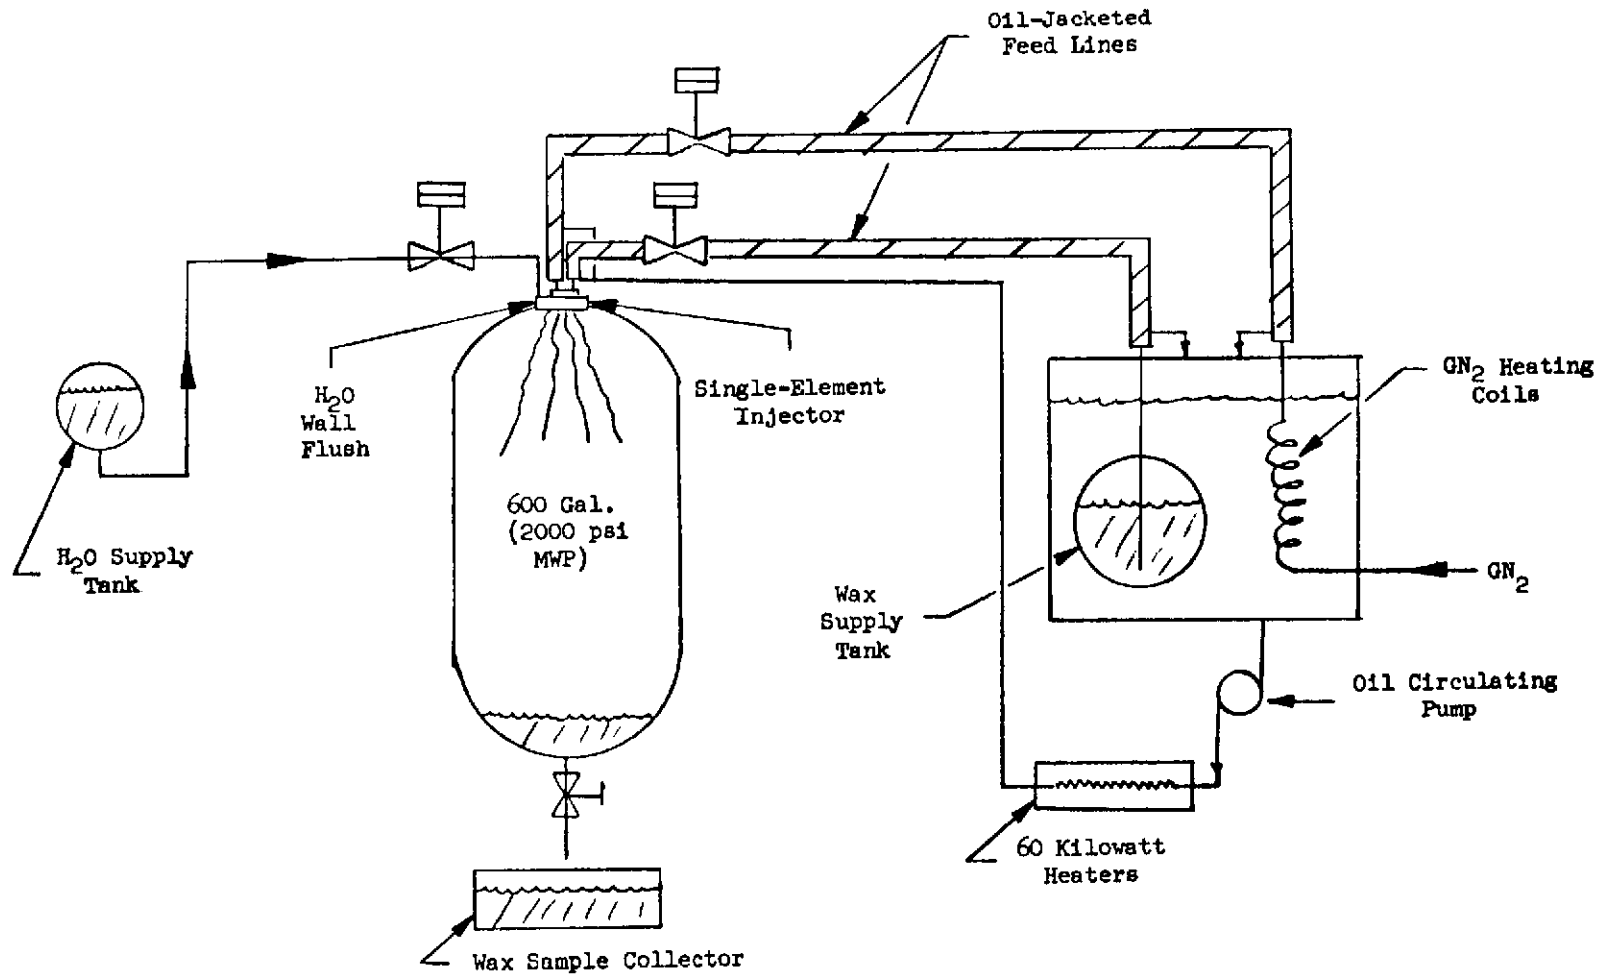 Oil-Jacketed
Feed Lines
GN2 Heating
Coils
Single-Element
Injector
H2O
Wall
Flush
600 Gal.
(2000 psi
MWP)
H2O Supply
Tank
GN2
Wax
Supply
Tank
Oil Circulating
Pump
60 Kilowatt
Heaters
Wax Sample Collector